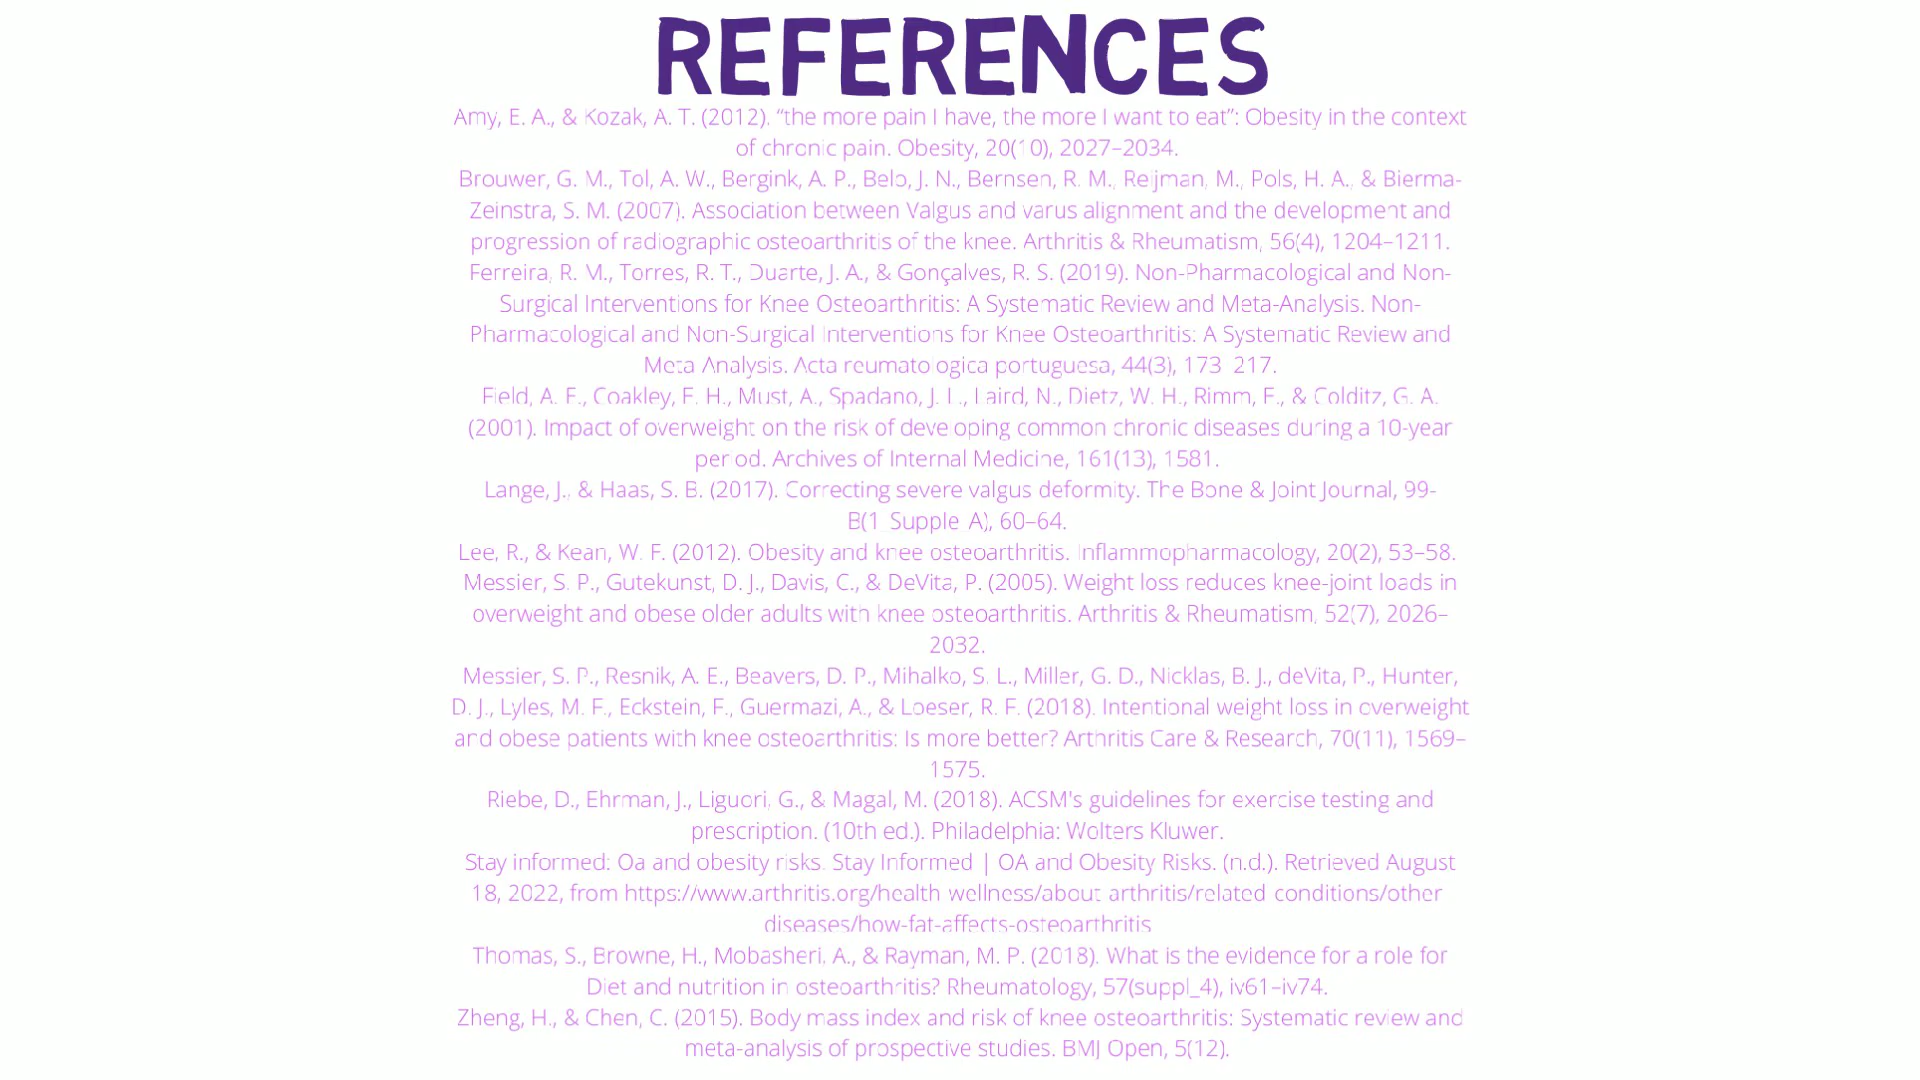 REFERENCES
Amy, E. A., & Kozak, A. T. (2012). “the more pain I have, the more I want to eat”: Obesity in the context
of chronic pain. Obesity, 20(10), 2027–2034.
Brouwer, G. M., Tol, A. W., Bergink, A. P., Belo, J. N., Bernsen, R. M., Reijman, M., Pols, H. A., & Bierma-
Zeinstra, S. M. (2007). Association between Valgus and varus alignment and the development and
progression of radiographic osteoarthritis of the knee. Arthritis & Rheumatism, 56(4), 1204–1211.
Ferreira, R. M., Torres, R. T., Duarte, J. A., & Gonçalves, R. S. (2019). Non-Pharmacological and Non-
Surgical Interventions for Knee Osteoarthritis: A Systematic Review and Meta-Analysis. Non-
Pharmacological and Non-Surgical Interventions for Knee Osteoarthritis: A Systematic Review and
Meta-Analysis. Acta reumatologica portuguesa, 44(3), 173–217.
Field, A. E., Coakley, E. H., Must, A., Spadano, J. L., Laird, N., Dietz, W. H., Rimm, E., & Colditz, G. A.
(2001). Impact of overweight on the risk of developing common chronic diseases during a 10-year
period. Archives of Internal Medicine, 161(13), 1581.
Lange, J., & Haas, S. B. (2017). Correcting severe valgus deformity. The Bone & Joint Journal, 99-
B(1_Supple_A), 60–64.
Lee, R., & Kean, W. F. (2012). Obesity and knee osteoarthritis. Inflammopharmacology, 20(2), 53–58.
Messier, S. P., Gutekunst, D. J., Davis, C., & DeVita, P. (2005). Weight loss reduces knee-joint loads in
overweight and obese older adults with knee osteoarthritis. Arthritis & Rheumatism, 52(7), 2026–
2032.
Messier, S. P., Resnik, A. E., Beavers, D. P., Mihalko, S. L., Miller, G. D., Nicklas, B. J., deVita, P., Hunter,
D. J., Lyles, M. F., Eckstein, F., Guermazi, A., & Loeser, R. F. (2018). Intentional weight loss in overweight
and obese patients with knee osteoarthritis: Is more better? Arthritis Care & Research, 70(11), 1569–
1575.
Riebe, D., Ehrman, J., Liguori, G., & Magal, M. (2018). ACSM's guidelines for exercise testing and
prescription. (10th ed.). Philadelphia: Wolters Kluwer.
Stay informed: Oa and obesity risks. Stay Informed | OA and Obesity Risks. (n.d.). Retrieved August
18, 2022, from https://www.arthritis.org/health-wellness/about-arthritis/related-conditions/other-
diseases/how-fat-affects-osteoarthritis
Thomas, S., Browne, H., Mobasheri, A., & Rayman, M. P. (2018). What is the evidence for a role for
Diet and nutrition in osteoarthritis? Rheumatology, 57(suppl_4), iv61–iv74.
Zheng, H., & Chen, C. (2015). Body mass index and risk of knee osteoarthritis: Systematic review and
meta-analysis of prospective studies. BMJ Open, 5(12).